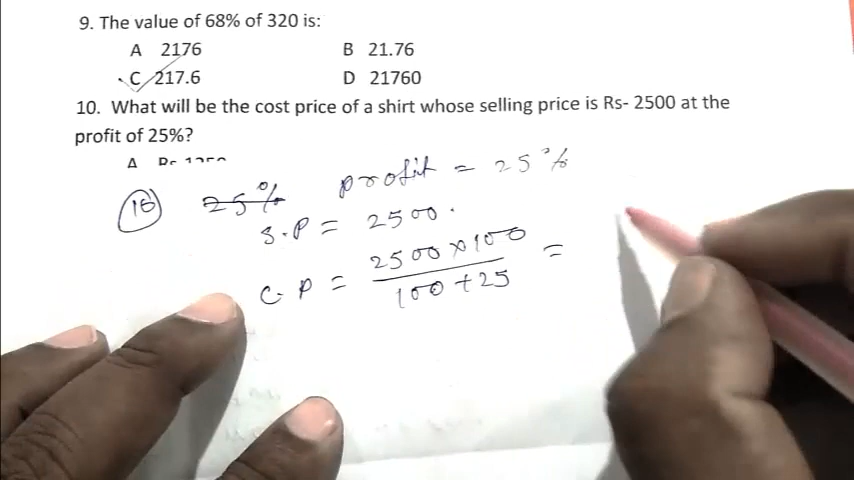 9. The value of 68% of 320 is:
A 2176 B 21.76
C 217.6 D 21760
10. What will be the cost price of a shirt whose selling price is Rs- 2500 at the
profit of 25%?
A
10 25% profit = 25%
S.P = 2500.
C.P = 2500 × 100 / 100 + 25 =